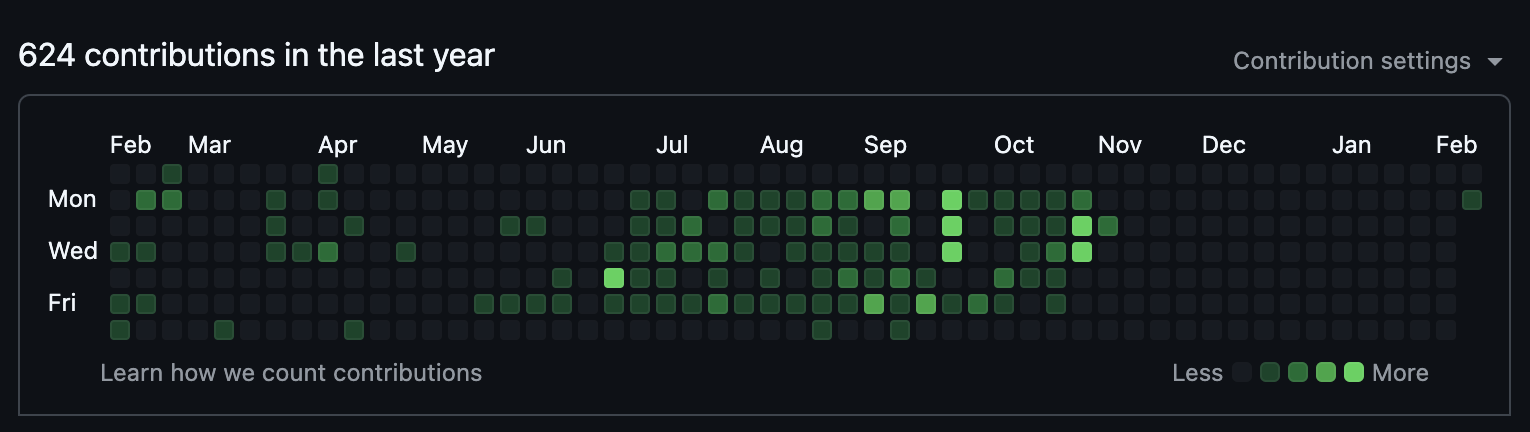 624 contributions in the last year
Contribution settings
Feb Mar Apr May Jun Jul Aug Sep Oct Nov Dec Jan Feb
Mon
Wed
Fri
Learn how we count contributions
Less More